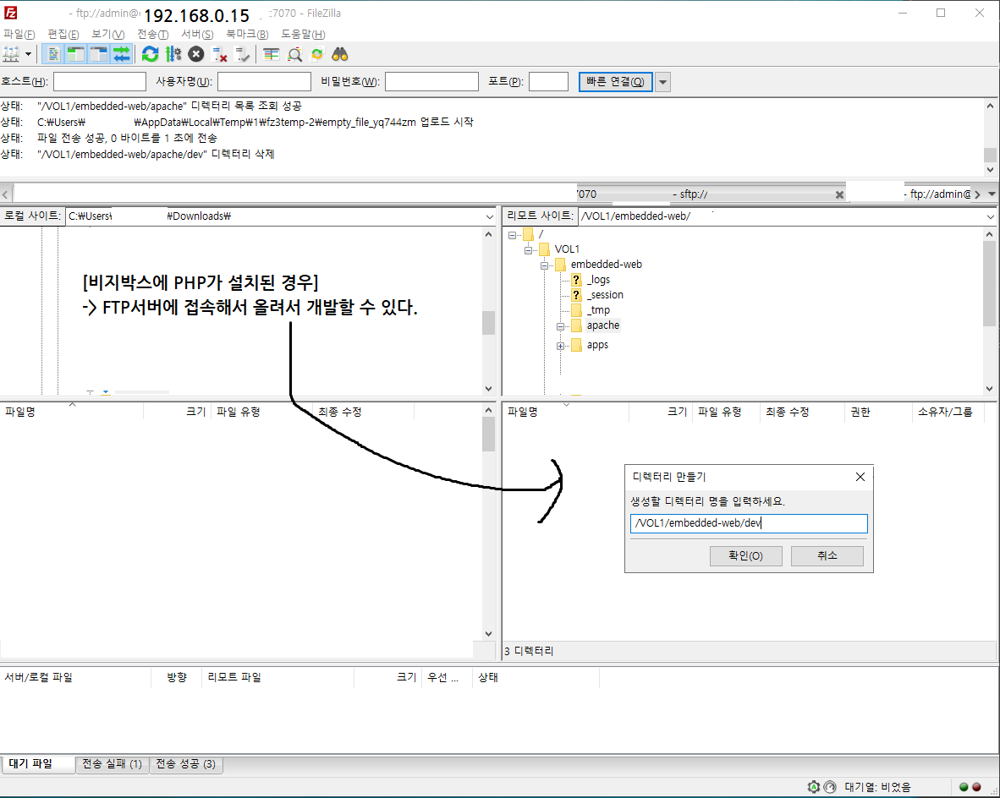 - ftp://admin@ 192.168.0.15 ::7070 - FileZilla
파일(F) 편집(E) 보기(V) 전송(T) 서버(S) 북마크(B) 도움말(H)
호스트(H): 사용자명(U): 비밀번호(W): 포트(P): 빠른 연결(Q)
상태: "/VOL1/embedded-web/apache" 디렉터리 목록 조회 성공
상태: C:₩Users₩ ₩AppData₩Local₩Temp₩1₩fz3temp-2₩empty_file_yq744zm 업로드 시작
상태: 파일 전송 성공, 0 바이트를 1 초에 전송
상태: "/VOL1/embedded-web/apache/dev" 디렉터리 삭제
7070 - sftp:// - ftp://admin@
로컬 사이트: C:₩Users₩ ₩Downloads₩
리모트 사이트: /VOL1/embedded-web/
/
VOL1
embedded-web
_logs
_session
_tmp
apache
apps
[비지박스에 PHP가 설치된 경우]
-> FTP서버에 접속해서 올려서 개발할 수 있다.
파일명 크기 파일 유형 최종 수정
파일명 크기 파일 유형 최종 수정 권한 소유자/그룹
디렉터리 만들기
생성할 디렉터리 명을 입력하세요.
/VOL1/embedded-web/dev
확인(O) 취소
3 디렉터리
서버/로컬 파일 방향 리모트 파일 크기 우선 ... 상태
대기 파일 전송 실패 (1) 전송 성공 (3)
대기열: 비었음